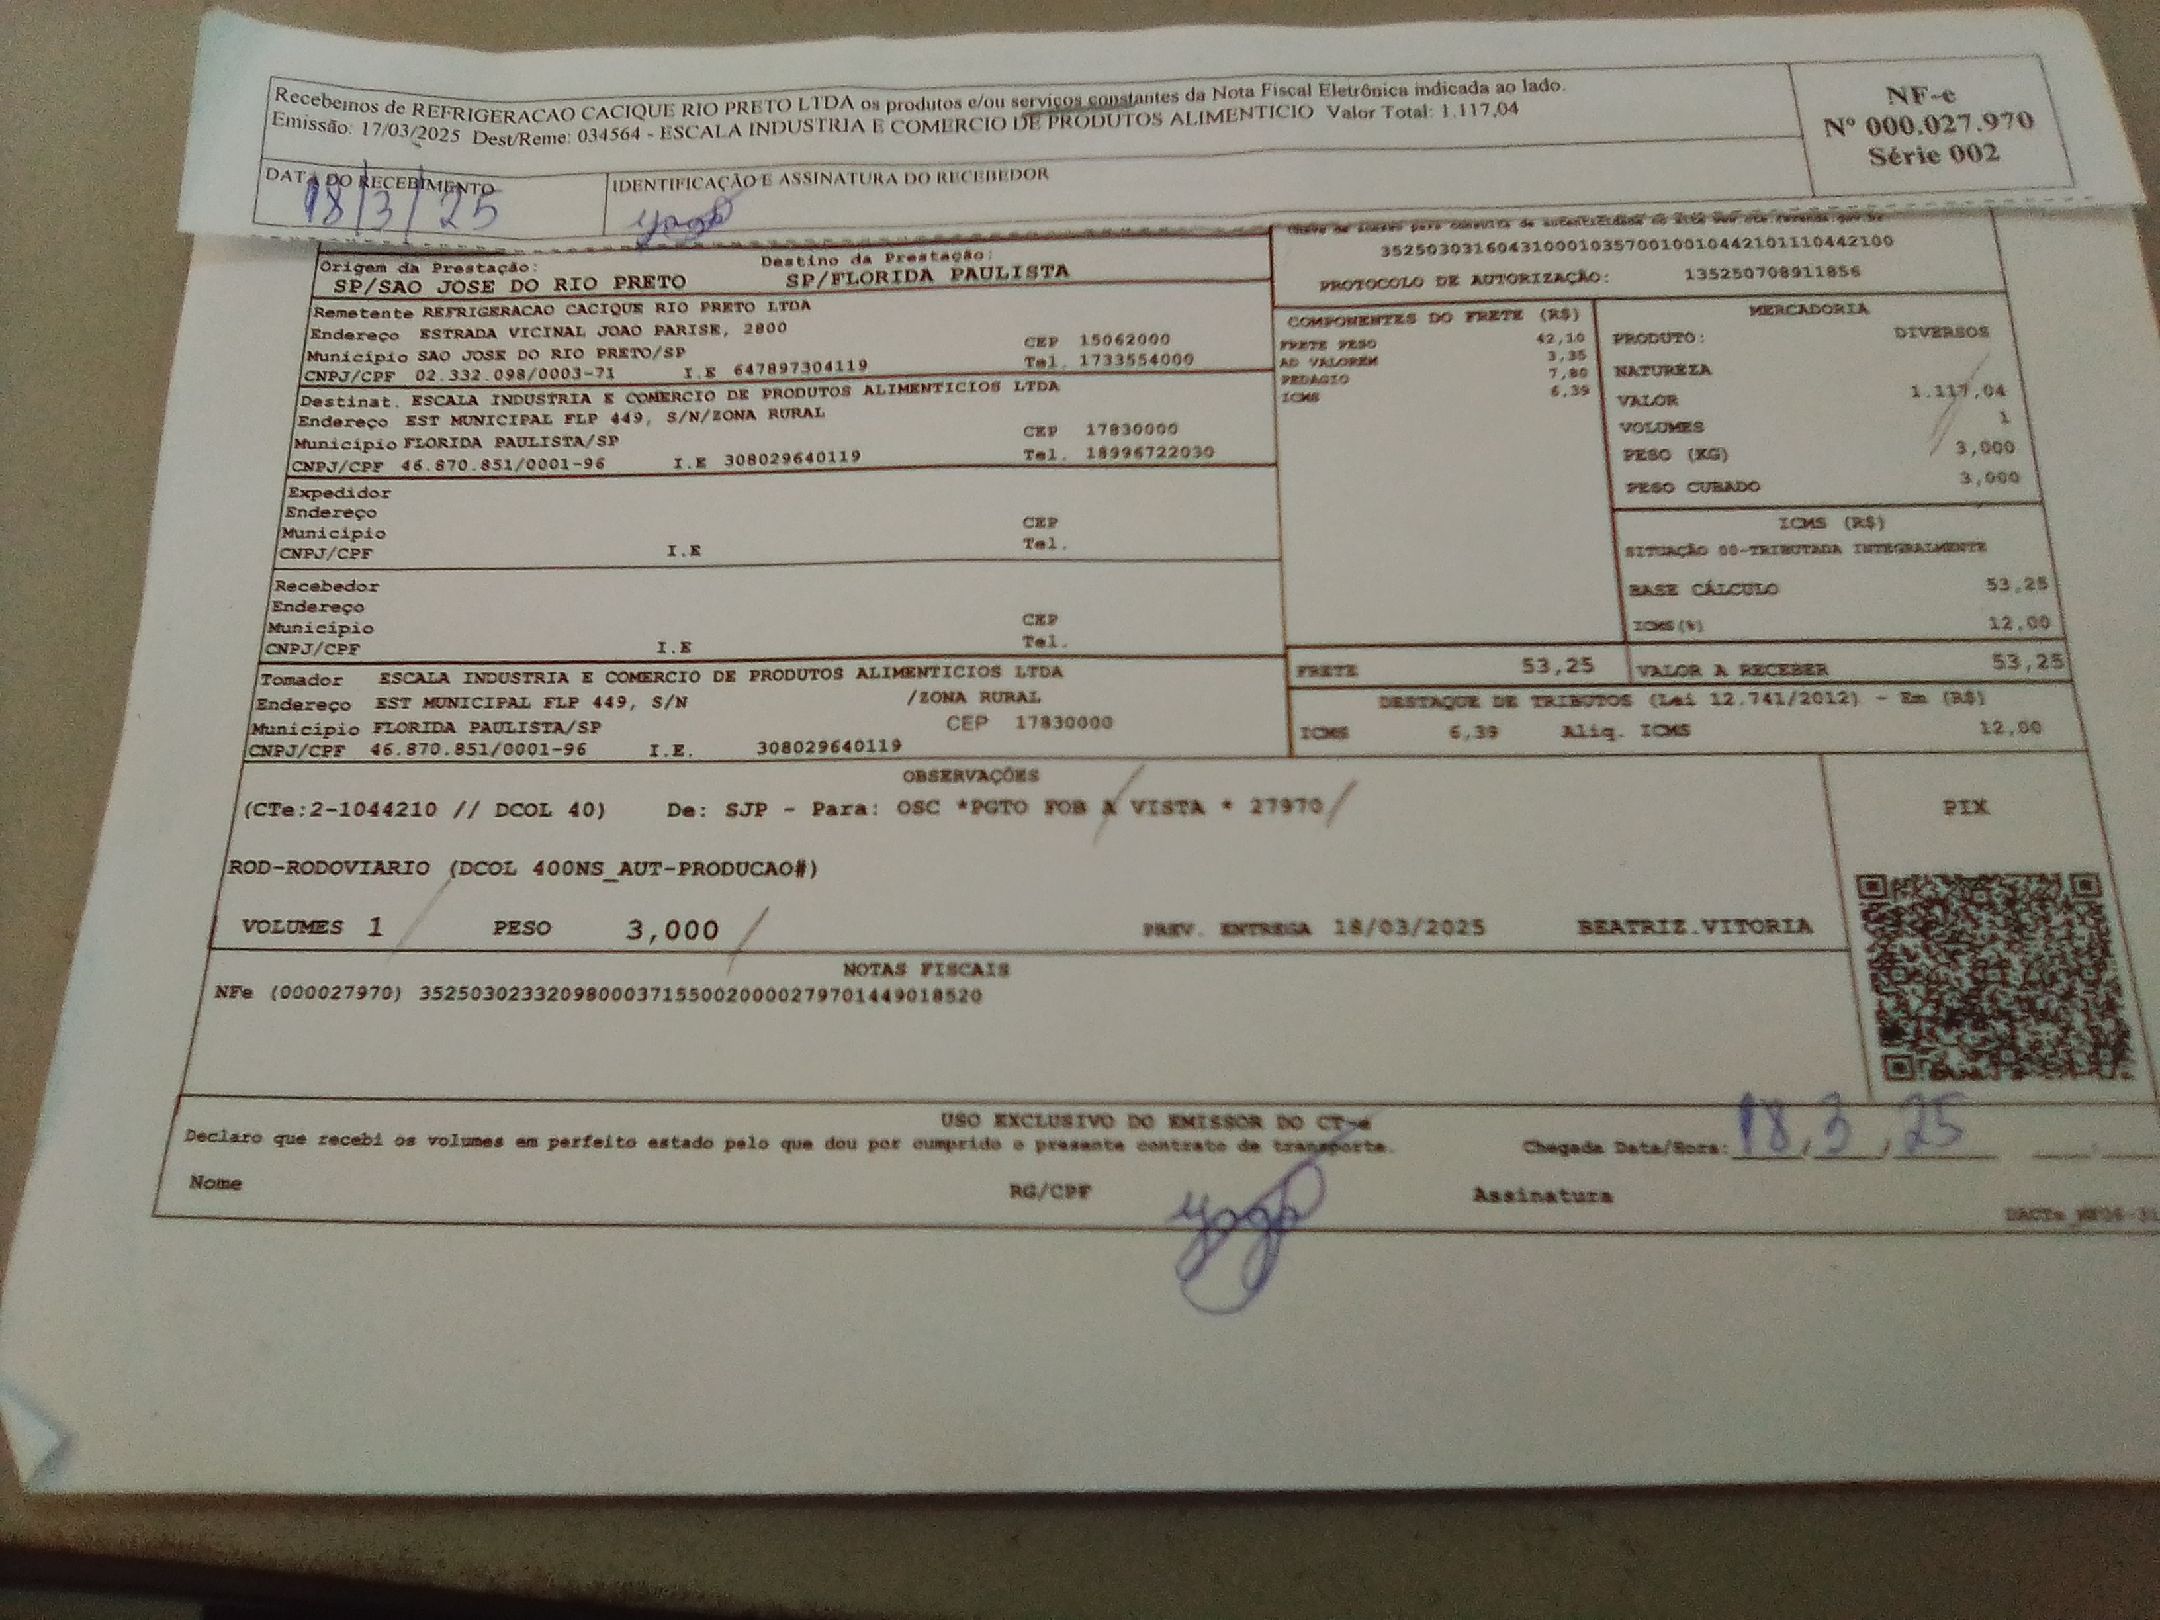 Recebemos de REFRIGERACAO CACIQUE RIO PRETO LTDA os produtos e/ou serviços constantes da Nota Fiscal Eletrônica indicada ao lado.
Emissão: 17/03/2025 Dest/Reme: 034564 - ESCALA INDUSTRIA E COMERCIO DE PRODUTOS ALIMENTICIO Valor Total: 1.117,04
NF-e
Nº 000.027.970
Série 002
DATA DO RECEBIMENTO
18/3/25
IDENTIFICAÇÃO E ASSINATURA DO RECEBEDOR
yago
Origem da Prestação:
SP/SAO JOSE DO RIO PRETO
Destino da Prestação:
SP/FLORIDA PAULISTA
35250303160431000103570010010442101110442100
PROTOCOLO DE AUTORIZAÇÃO: 135250708911856
Remetente REFRIGERACAO CACIQUE RIO PRETO LTDA
Endereço ESTRADA VICINAL JOAO PARISE, 2800
Município SAO JOSE DO RIO PRETO/SP CEP 15062000
CNPJ/CPF 02.332.098/0003-71 I.E 647897304119 Tel. 1733554000
Destinat. ESCALA INDUSTRIA E COMERCIO DE PRODUTOS ALIMENTICIOS LTDA
Endereço EST MUNICIPAL FLP 449, S/N/ZONA RURAL
Município FLORIDA PAULISTA/SP CEP 17830000
CNPJ/CPF 46.870.851/0001-96 I.E 308029640119 Tel. 18996722030
Expedidor
Endereço
Município CEP
CNPJ/CPF I.E Tel.
Recebedor
Endereço
Município CEP
CNPJ/CPF I.E Tel.
Tomador ESCALA INDUSTRIA E COMERCIO DE PRODUTOS ALIMENTICIOS LTDA
Endereço EST MUNICIPAL FLP 449, S/N /ZONA RURAL
Município FLORIDA PAULISTA/SP CEP 17830000
CNPJ/CPF 46.870.851/0001-96 I.E. 308029640119
COMPONENTES DO FRETE (R$)
FRETE PESO 42,10
AD VALOREM 3,35
PEDAGIO 7,80
ICMS 6,39
MERCADORIA
PRODUTO: DIVERSOS
NATUREZA
VALOR 1.117,04
VOLUMES 1
PESO (KG) 3,000
PESO CUBADO 3,000
ICMS (R$)
SITUAÇÃO 00-TRIBUTADA INTEGRALMENTE
BASE CÁLCULO 53,25
ICMS(%) 12,00
FRETE 53,25
VALOR A RECEBER 53,25
DESTAQUE DE TRIBUTOS (Lei 12.741/2012) - Em (R$)
ICMS 6,39 Aliq. ICMS 12,00
OBSERVAÇÕES
(CTe:2-1044210 // DCOL 40) De: SJP - Para: OSC *PGTO FOB A VISTA * 27970
PIX
ROD-RODOVIARIO (DCOL 400NS_AUT-PRODUCAO#)
VOLUMES 1 PESO 3,000 PREV. ENTREGA 18/03/2025 BEATRIZ.VITORIA
NOTAS FISCAIS
NFe (000027970) 35250302332098000371550020000279701449018520
USO EXCLUSIVO DO EMISSOR DO CT-e
Declaro que recebi os volumes em perfeito estado pelo que dou por cumprido o presente contrato de transporte.
Chegada Data/Hora: 18, 3, 25
Nome RG/CPF yago Assinatura